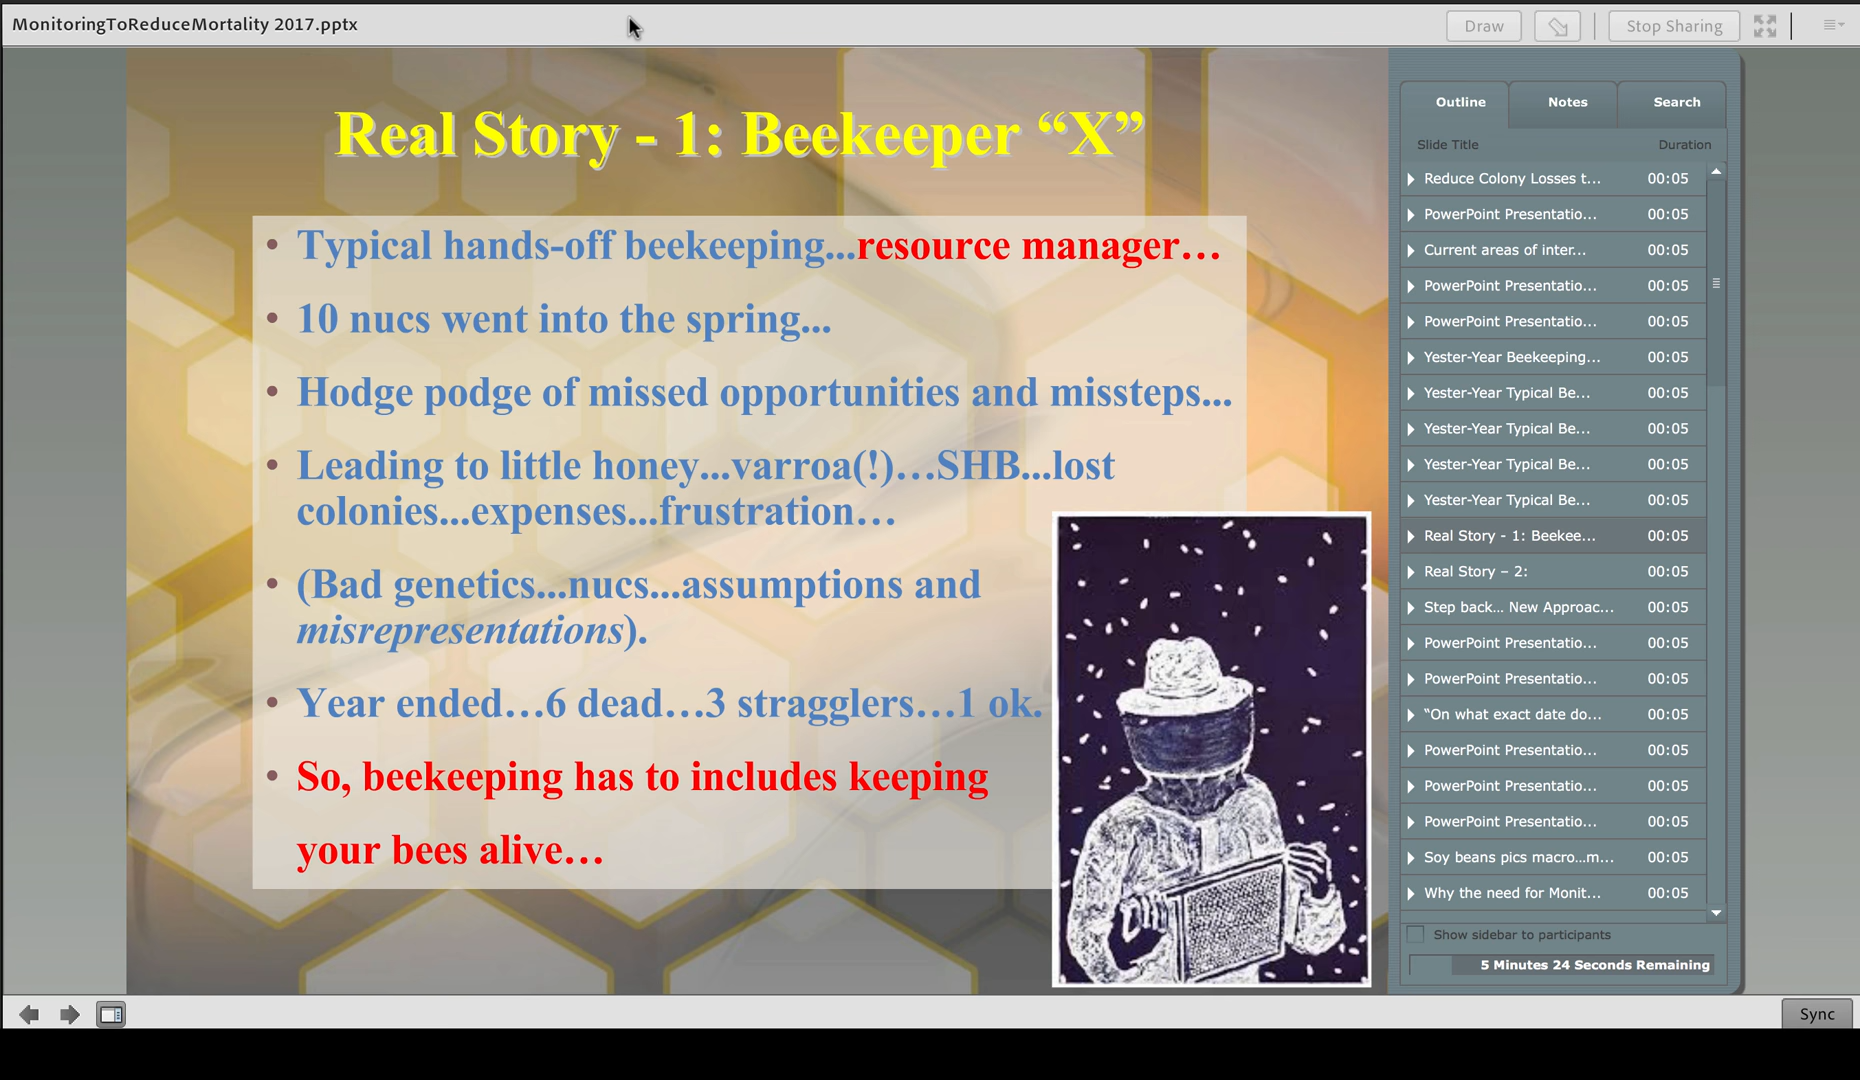 MonitoringToReduceMortality 2017.pptx
Draw
Stop Sharing
Real Story - 1: Beekeeper “X”
• Typical hands-off beekeeping...resource manager…
• 10 nucs went into the spring...
• Hodge podge of missed opportunities and missteps...
• Leading to little honey...varroa(!)…SHB...lost
colonies...expenses...frustration…
• (Bad genetics...nucs...assumptions and
misrepresentations).
• Year ended…6 dead…3 stragglers…1 ok.
• So, beekeeping has to includes keeping
your bees alive…
Outline Notes Search
Slide Title Duration
Reduce Colony Losses t... 00:05
PowerPoint Presentatio... 00:05
Current areas of inter... 00:05
PowerPoint Presentatio... 00:05
PowerPoint Presentatio... 00:05
Yester-Year Beekeeping... 00:05
Yester-Year Typical Be... 00:05
Yester-Year Typical Be... 00:05
Yester-Year Typical Be... 00:05
Yester-Year Typical Be... 00:05
Real Story - 1: Beekee... 00:05
Real Story – 2: 00:05
Step back... New Approac... 00:05
PowerPoint Presentatio... 00:05
PowerPoint Presentatio... 00:05
“On what exact date do... 00:05
PowerPoint Presentatio... 00:05
PowerPoint Presentatio... 00:05
PowerPoint Presentatio... 00:05
Soy beans pics macro...m... 00:05
Why the need for Monit... 00:05
Show sidebar to participants
5 Minutes 24 Seconds Remaining
Sync